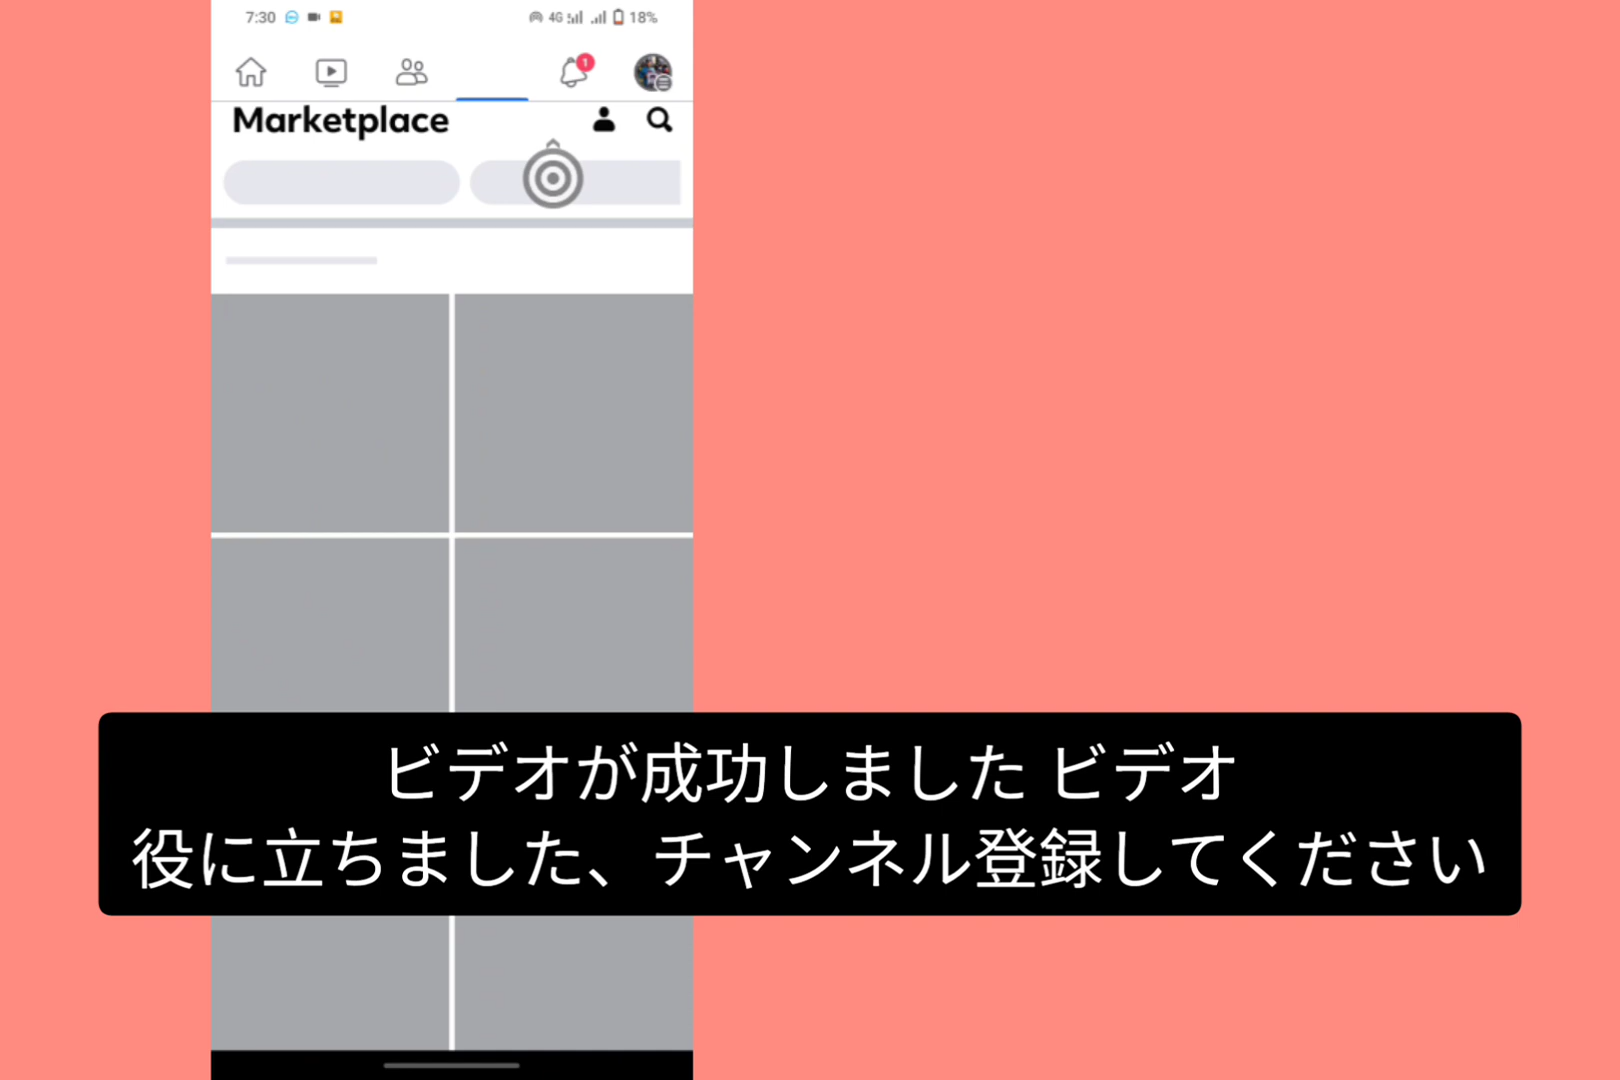 7:30 4G 18%
1
Marketplace
ビデオが成功しました ビデオ
役に立ちました、チャンネル登録してください